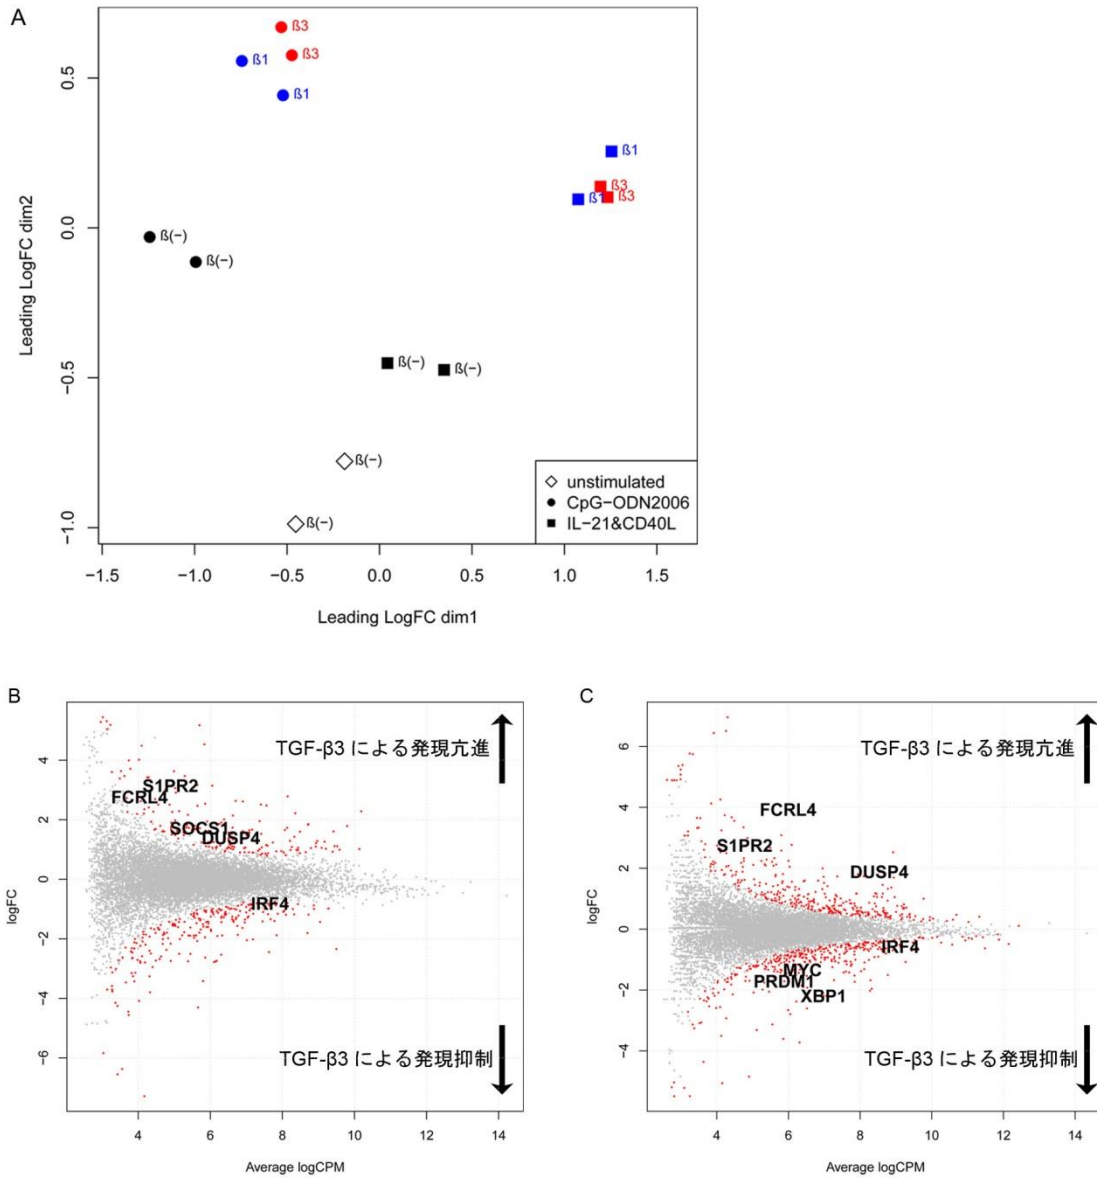 A
Leading LogFC dim2
0.5
0.0
−0.5
−1.0
ß3
ß3
ß1
ß1
ß1
ß3
ß3
ß1
ß(−)
ß(−)
ß(−)
ß(−)
ß(−)
ß(−)
unstimulated
CpG−ODN2006
IL−21&CD40L
−1.5
−1.0
−0.5
0.0
0.5
1.0
1.5
Leading LogFC dim1
B
logFC
4
2
0
−2
−4
−6
TGF-β3 による発現亢進
S1PR2
FCRL4
SOCS1
DUSP4
IRF4
TGF-β3 による発現抑制
4
6
8
10
12
14
Average logCPM
C
logFC
6
4
2
0
−2
−4
TGF-β3 による発現亢進
FCRL4
S1PR2
DUSP4
IRF4
MYC
PRDM1
XBP1
TGF-β3 による発現抑制
4
6
8
10
12
14
Average logCPM